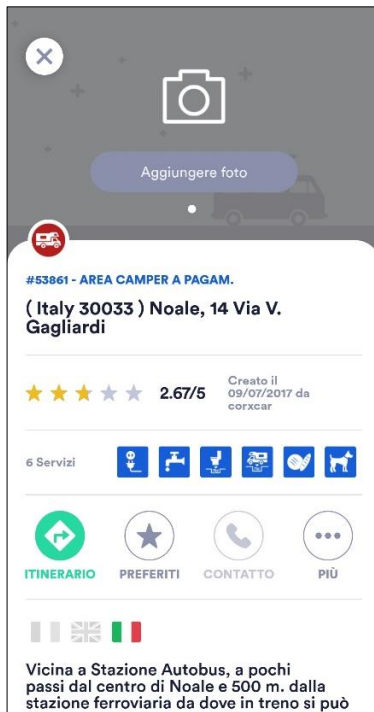 Aggiungere foto
#53861 - AREA CAMPER A PAGAM.
( Italy 30033 ) Noale, 14 Via V.
Gagliardi
2.67/5
Creato il
09/07/2017 da
corxcar
6 Servizi
ITINERARIO
PREFERITI
CONTATTO
PIÙ
Vicina a Stazione Autobus, a pochi
passi dal centro di Noale e 500 m. dalla
stazione ferroviaria da dove in treno si può